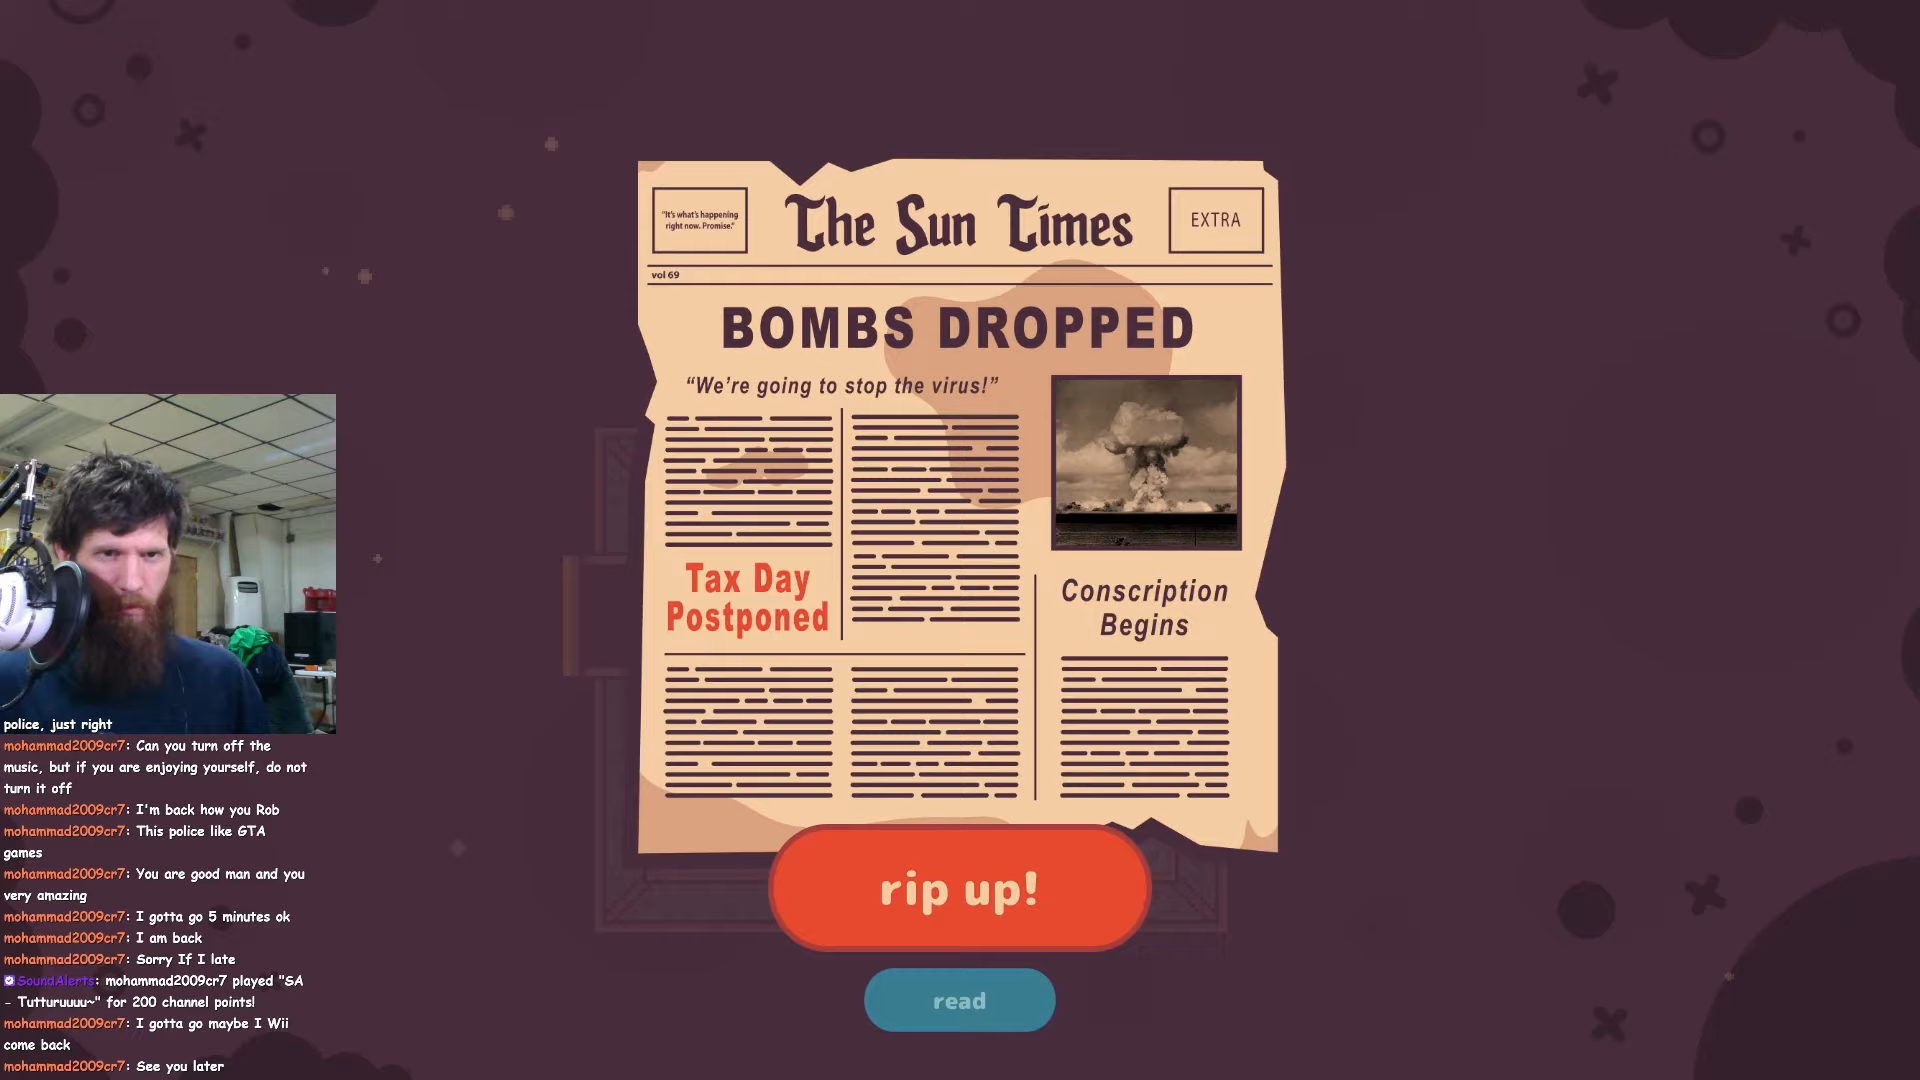 "It's what's happening
right now. Promise."
The Sun Times
EXTRA
vol 69
BOMBS DROPPED
“We’re going to stop the virus!”
Tax Day
Postponed
Conscription
Begins
rip up!
read
police, just right
mohammad2009cr7: Can you turn off the
music, but if you are enjoying yourself, do not
turn it off
mohammad2009cr7: I'm back how you Rob
mohammad2009cr7: This police like GTA
games
mohammad2009cr7: You are good man and you
very amazing
mohammad2009cr7: I gotta go 5 minutes ok
mohammad2009cr7: I am back
mohammad2009cr7: Sorry If I late
SoundAlerts: mohammad2009cr7 played "SA
- Tutturuuuu~" for 200 channel points!
mohammad2009cr7: I gotta go maybe I Wii
come back
mohammad2009cr7: See you later